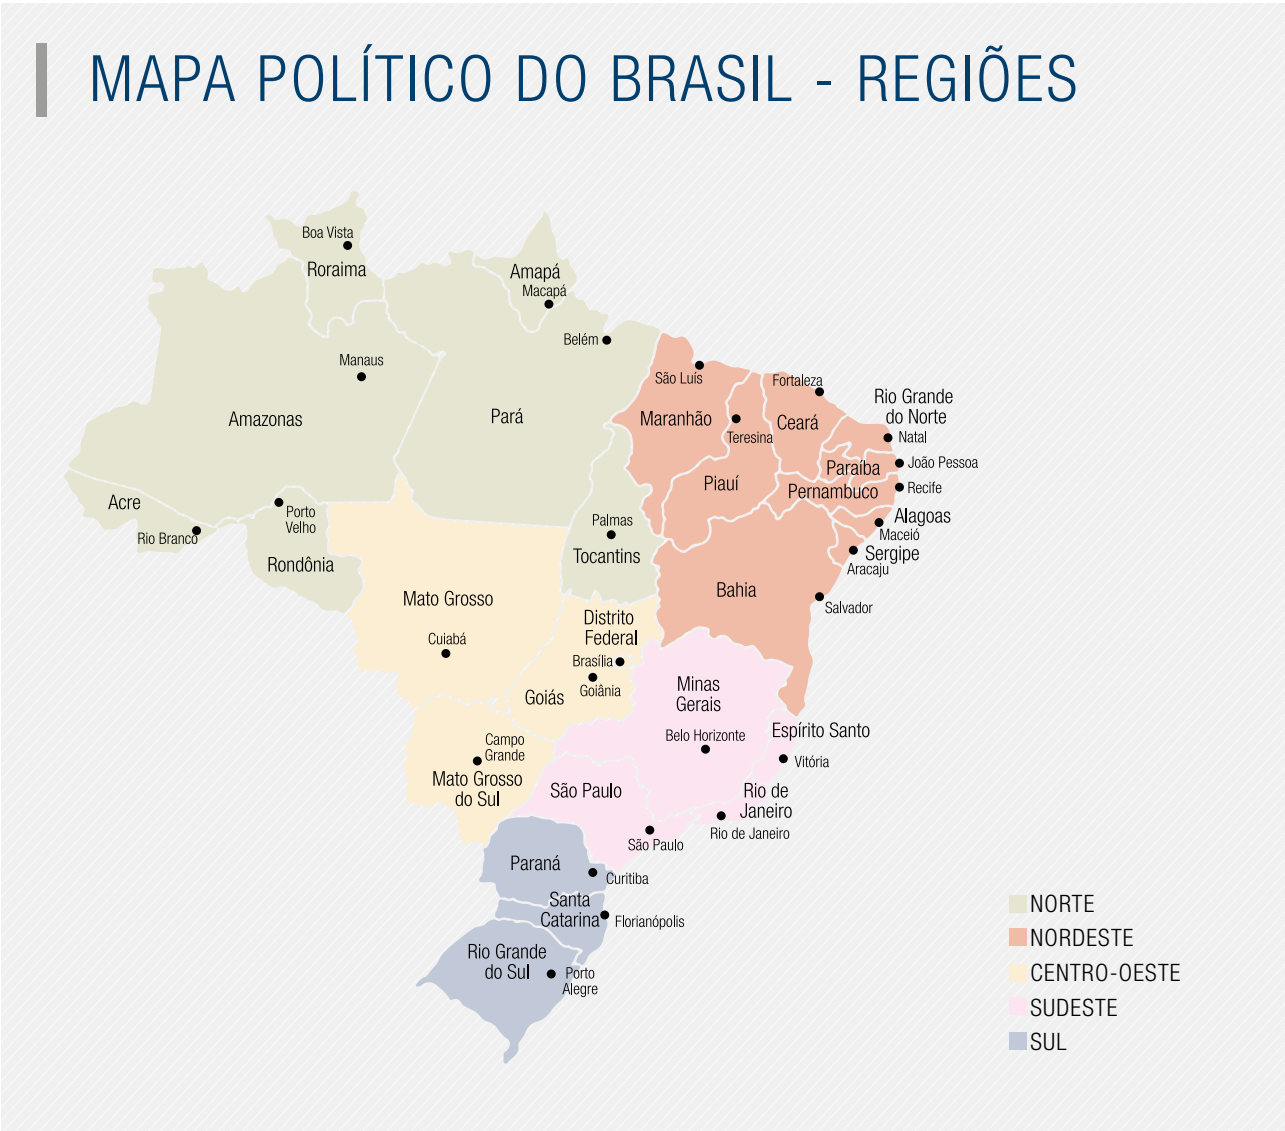 MAPA POLÍTICO DO BRASIL - REGIÕES
Boa Vista
Roraima
Amapá
Macapá
Belém
Manaus
Amazonas
Pará
São Luís
Maranhão
Teresina
Fortaleza
Ceará
Rio Grande
do Norte
Natal
Paraíba
João Pessoa
Piauí
Pernambuco
Recife
Acre
Rio Branco
Porto
Velho
Rondônia
Palmas
Tocantins
Alagoas
Maceió
Sergipe
Aracaju
Bahia
Salvador
Mato Grosso
Cuiabá
Distrito
Federal
Brasília
Goiânia
Goiás
Minas
Gerais
Belo Horizonte
Espírito Santo
Vitória
Campo
Grande
Mato Grosso
do Sul
São Paulo
São Paulo
Rio de
Janeiro
Rio de Janeiro
Paraná
Curitiba
Santa
Catarina
Florianópolis
Rio Grande
do Sul
Porto
Alegre
NORTE
NORDESTE
CENTRO-OESTE
SUDESTE
SUL